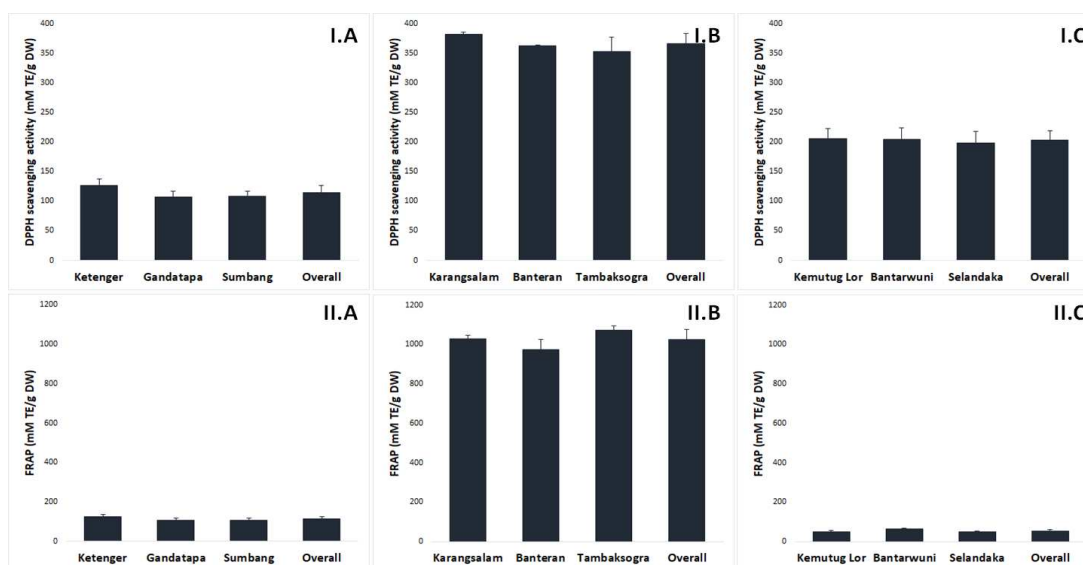 I.A
DPPH scavenging activity (mM TE/g DW)
400
350
300
250
200
150
100
50
0
Ketenger Gandatapa Sumbang Overall
I.B
DPPH scavenging activity (mM TE/g DW)
400
350
300
250
200
150
100
50
0
Karangsalam Banteran Tambaksogra Overall
I.C
DPPH scavenging activity (mM TE/g DW)
400
350
300
250
200
150
100
50
0
Kemutug Lor Bantarwuni Selandaka Overall
II.A
FRAP (mM TE/g DW)
1200
1000
800
600
400
200
0
Ketenger Gandatapa Sumbang Overall
II.B
FRAP (mM TE/g DW)
1200
1000
800
600
400
200
0
Karangsalam Banteran Tambaksogra Overall
II.C
FRAP (mM TE/g DW)
1200
1000
800
600
400
200
0
Kemutug Lor Bantarwuni Selandaka Overall